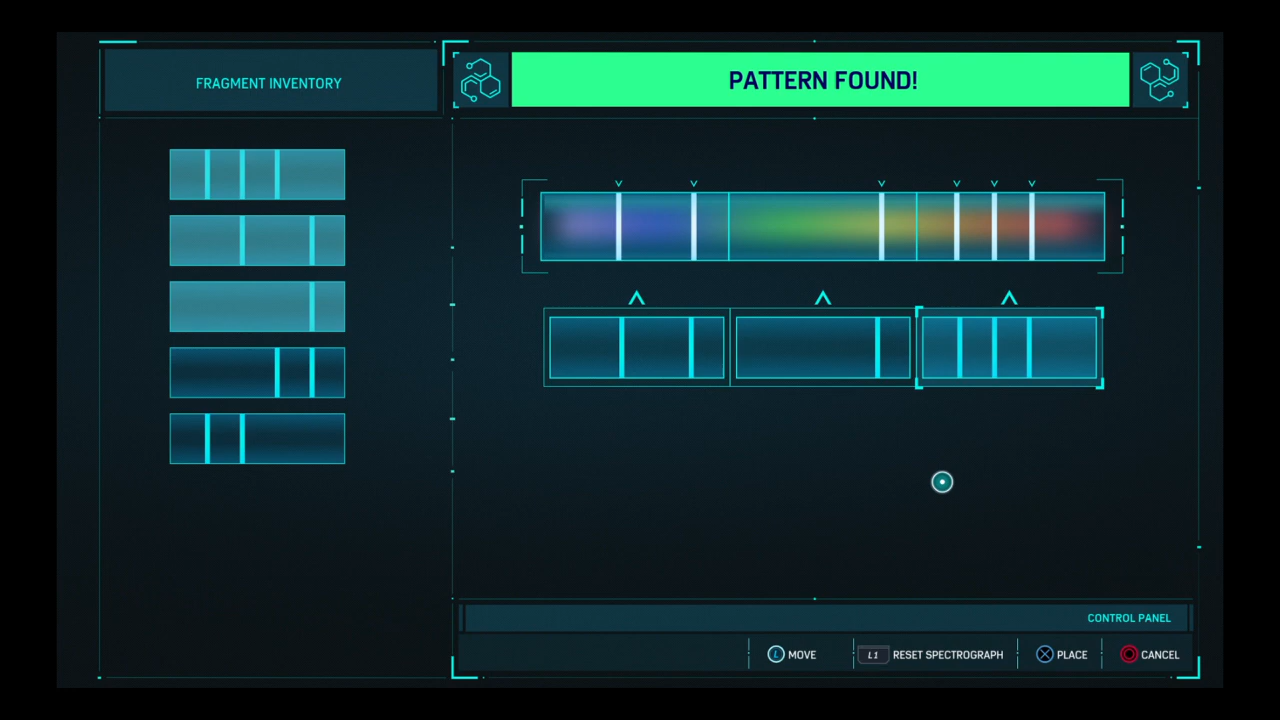 FRAGMENT INVENTORY
PATTERN FOUND!
CONTROL PANEL
L MOVE
L1 RESET SPECTROGRAPH
PLACE
CANCEL